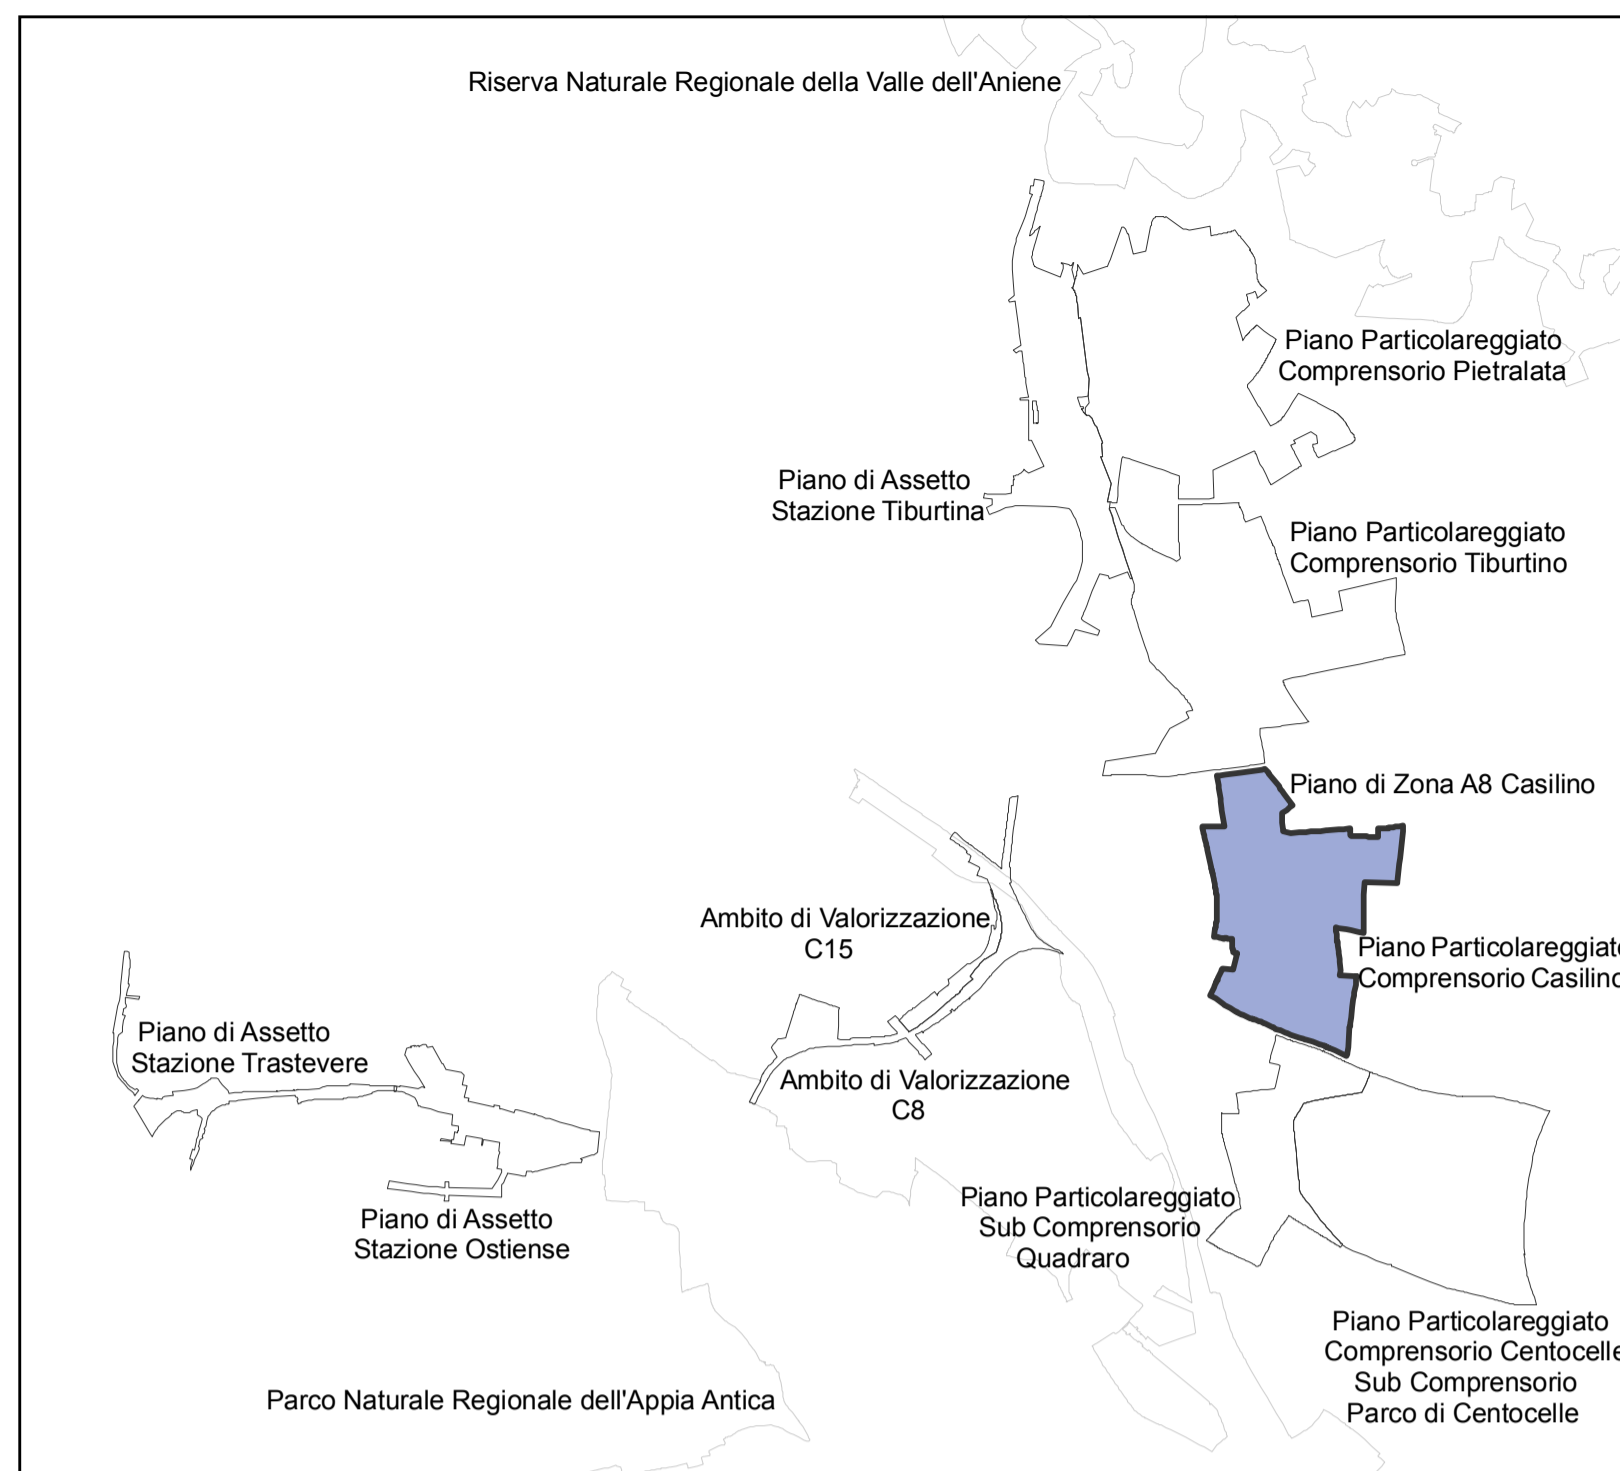 Riserva Naturale Regionale della Valle dell'Aniene
Piano Particolareggiato
Comprensorio Pietralata
Piano di Assetto
Stazione Tiburtina
Piano Particolareggiato
Comprensorio Tiburtino
Piano di Zona A8 Casilino
Ambito di Valorizzazione
C15
Piano Particolareggiato
Comprensorio Casilino
Piano di Assetto
Stazione Trastevere
Ambito di Valorizzazione
C8
Piano di Assetto
Stazione Ostiense
Piano Particolareggiato
Sub Comprensorio
Quadraro
Piano Particolareggiato
Comprensorio Centocelle
Sub Comprensorio
Parco di Centocelle
Parco Naturale Regionale dell'Appia Antica